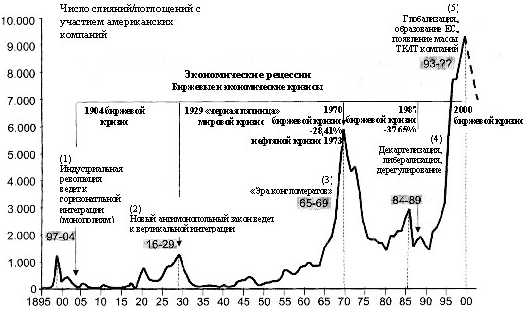 Число слияний/поглощений с
участием американских
компаний
(5)
Глобализация,
образование ЕС,
появление массы
ТК/IT компаний
93-??
10.000
9.000
8.000
7.000
6.000
5.000
4.000
3.000
2.000
1.000
0
Экономические рецессии
Биржевые и экономические кризисы
1904 биржевой
кризис
1929 «черная пятница»
мировой кризис
1970
биржевой кризис
-28,41%
нефтяной кризис 1973
1987
биржевой кризис
-37.65%
2000
биржевой кризис
(1)
Индустриальная
революция
ведет к
горизонатльной
интеграции
(монополиям)
97-04
(2)
Новый антимонопольный закон ведет
к вертикальной интеграции
16-29
(3)
«Эра конгломератов»
65-69
(4)
Декартелизация,
либерализация,
дерегулирование
84-89
1895 00 05 10 15 20 25 30 35 40 45 50 55 60 65 70 75 80 85 90 95 00